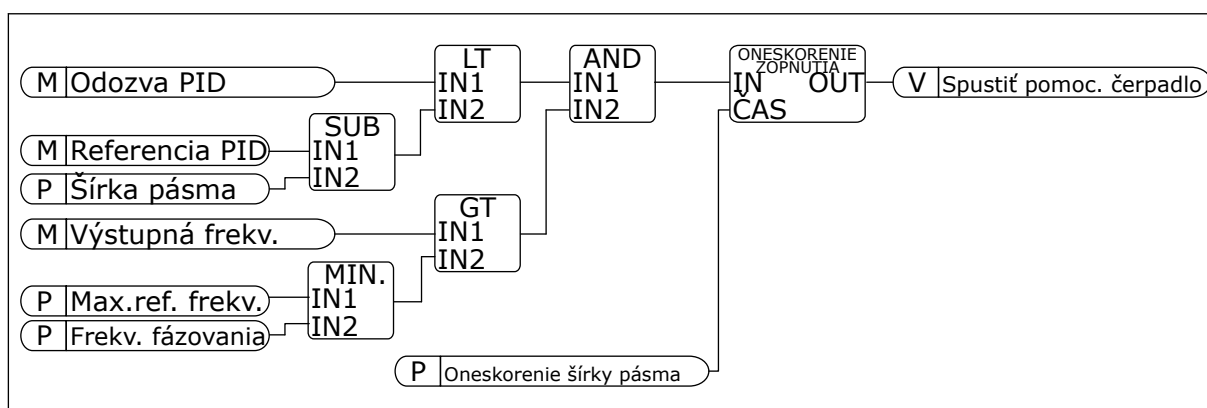 LT
AND
ONESKORENIE
ZOPNUTIA
M Odozva PID
IN1
IN1
IN OUT
V Spustiť pomoc. čerpadlo
IN2
IN2
ČAS
SUB
M Referencia PID
IN1
P Šírka pásma
IN2
GT
M Výstupná frekv.
IN1
IN2
MIN.
P Max.ref. frekv.
IN1
P Frekv. fázovania
IN2
P Oneskorenie šírky pásma